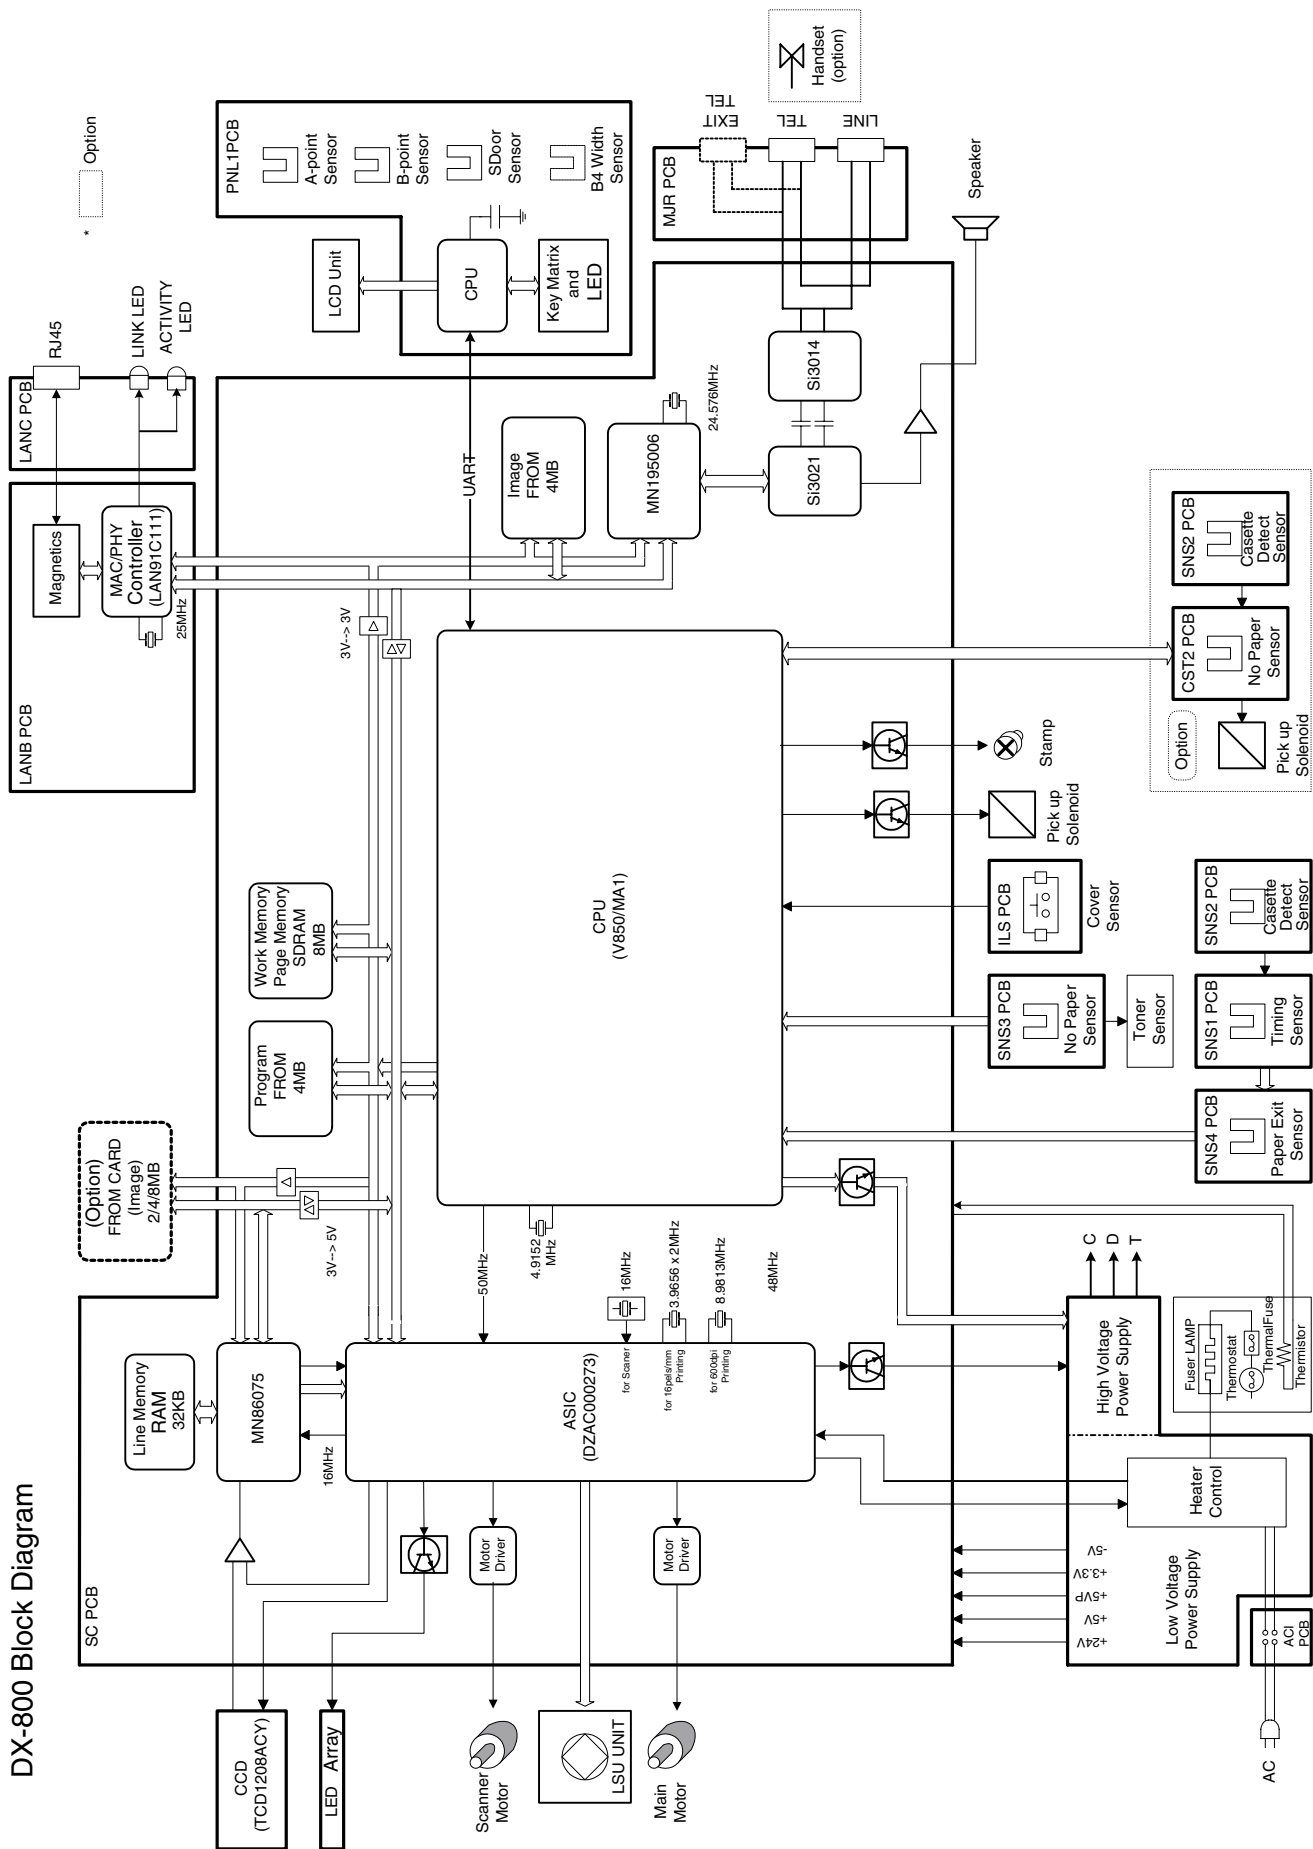 DX-800 Block Diagram
* Option
LANB PCB
LANC PCB
Magnetics
RJ45
MAC/PHY
Controller
(LAN91C111)
25MHz
LINK LED
ACTIVITY
LED
PNL1PCB
LCD Unit
CPU
Key Matrix
and
LED
A-point
Sensor
B-point
Sensor
SDoor
Sensor
B4 Width
Sensor
SC PCB
(Option)
FROM CARD
(Image)
2/4/8MB
Line Memory
RAM
32KB
MN86075
16MHz
3V--> 5V
Program
FROM
4MB
Work Memory
Page Memory
SDRAM
8MB
3V--> 3V
UART
Image
FROM
4MB
MN195006
24.576MHz
Si3021
Si3014
MJR PCB
EXIT
TEL
TEL
LINE
Handset
(option)
Speaker
CCD
(TCD1208ACY)
LED Array
Scanner
Motor
Motor
Driver
LSU UNIT
Main
Motor
Motor
Driver
ASIC
(DZAC000273)
50MHz
4.9152
MHz
16MHz
for Scaner
3.9656 x 2MHz
for 16pels/mm
Printing
8.9813MHz
for 600dpi
Printing
48MHz
CPU
(V850/MA1)
+24V
+5V
+5VP
+3.3V
-5V
Low Voltage
Power Supply
High Voltage
Power Supply
C
D
T
Heater
Control
Fuser LAMP
Thermostat
ThermalFuse
Thermistor
ACI
PCB
AC
SNS4 PCB
Paper Exit
Sensor
SNS1 PCB
Timing
Sensor
SNS2 PCB
Casette
Detect
Sensor
SNS3 PCB
No Paper
Sensor
Toner
Sensor
ILS PCB
Cover
Sensor
Pick up
Solenoid
Stamp
Option
Pick up
Solenoid
CST2 PCB
No Paper
Sensor
SNS2 PCB
Casette
Detect
Sensor